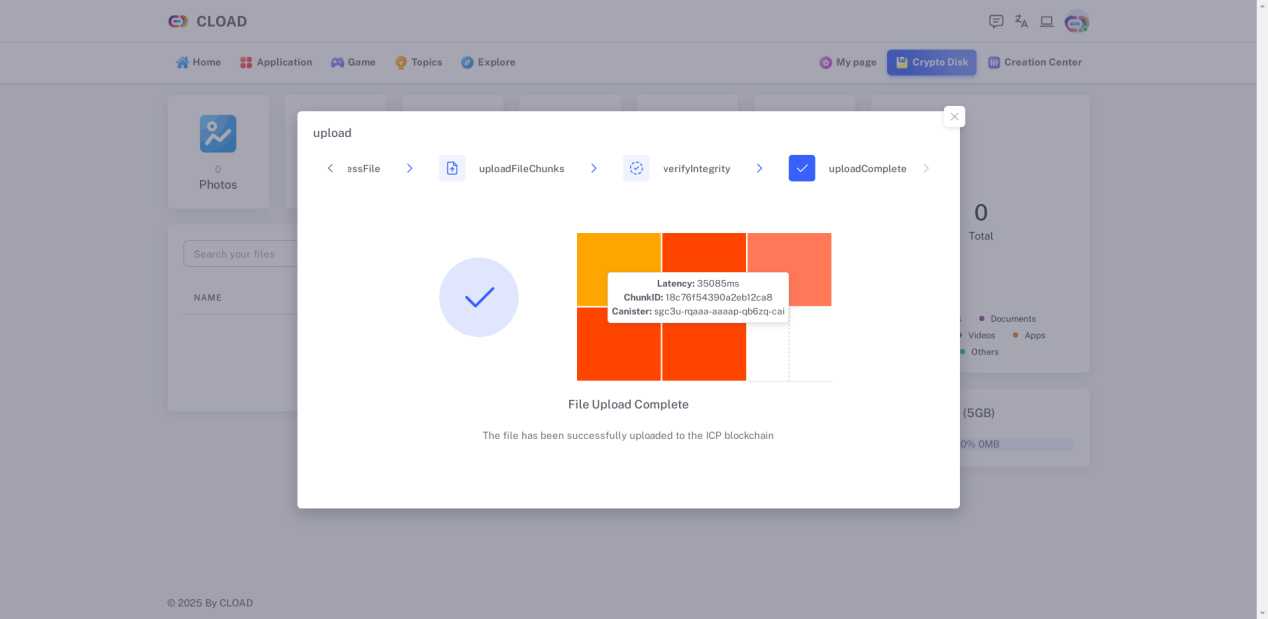 CLOAD
Home
Application
Game
Topics
Explore
My page
Crypto Disk
Creation Center
upload
essFile
uploadFileChunks
verifyIntegrity
uploadComplete
0
Photos
0
Total
Search your files
NAME
Latency: 35085ms
ChunkID: 18c76f54390a2eb12ca8
Canister: sgc3u-rqaaa-aaaap-qb6zq-cai
Documents
Videos
Apps
Others
File Upload Complete
(5GB)
The file has been successfully uploaded to the ICP blockchain
0% 0MB
© 2025 By CLOAD